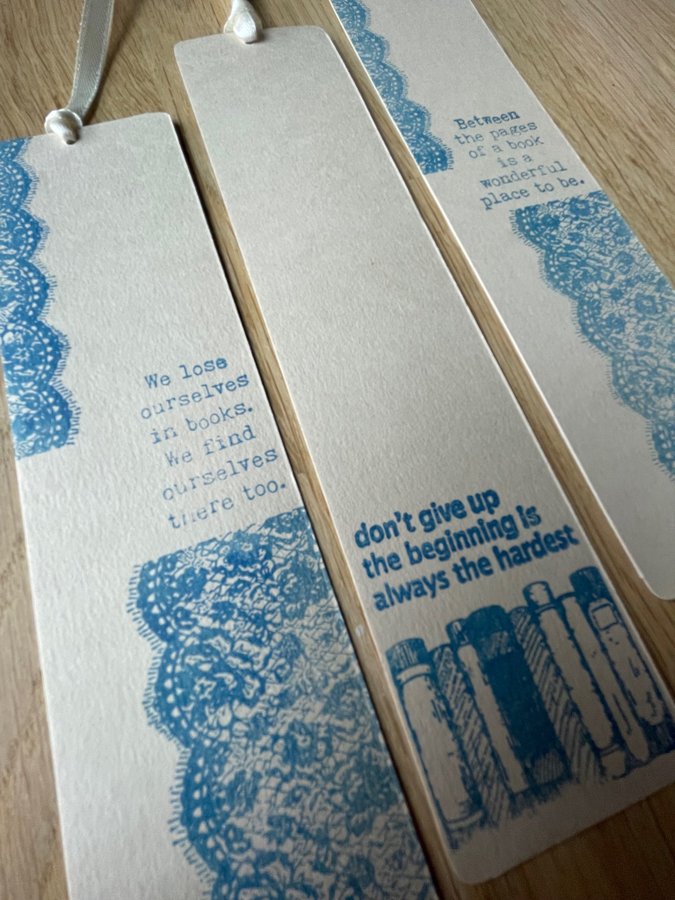 We lose
ourselves
in books.
We find
ourselves
there too.
don't give up
the beginning is
always the hardest
Between
the pages
of a book
is a
wonderful
place to be.